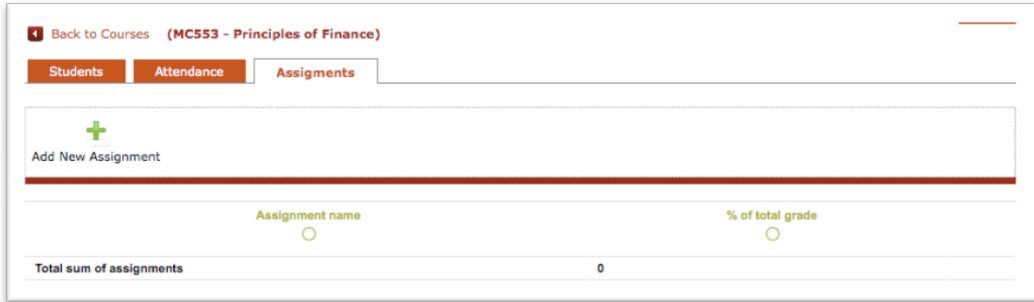 Back to Courses (MC553 - Principles of Finance)
Students Attendance Assigments
Add New Assignment
Assignment name % of total grade
Total sum of assignments 0